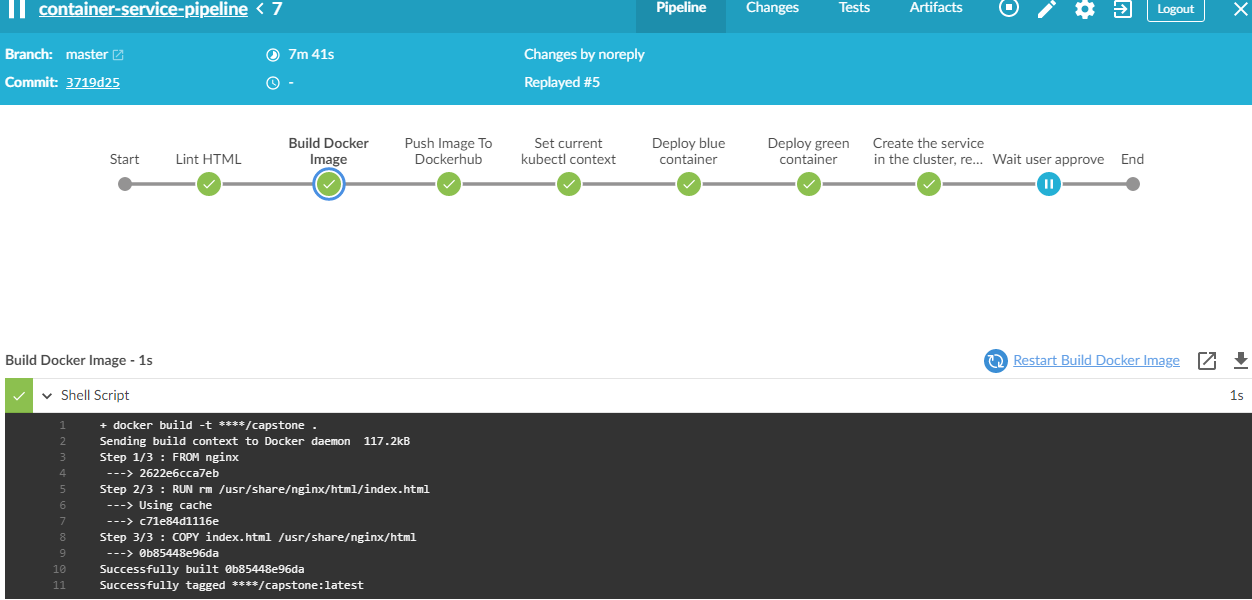 container-service-pipeline < 7
Pipeline Changes Tests Artifacts Logout
Branch: master 7m 41s Changes by noreply
Commit: 3719d25 - Replayed #5
Start
Lint HTML
Build Docker
Image
Push Image To
Dockerhub
Set current
kubectl context
Deploy blue
container
Deploy green
container
Create the service
in the cluster, re...
Wait user approve
End
Build Docker Image - 1s Restart Build Docker Image
Shell Script 1s
1 + docker build -t ****/capstone .
2 Sending build context to Docker daemon  117.2kB
3 Step 1/3 : FROM nginx
4  ---> 2622e6cca7eb
5 Step 2/3 : RUN rm /usr/share/nginx/html/index.html
6  ---> Using cache
7  ---> c71e84d1116e
8 Step 3/3 : COPY index.html /usr/share/nginx/html
9  ---> 0b85448e96da
10 Successfully built 0b85448e96da
11 Successfully tagged ****/capstone:latest